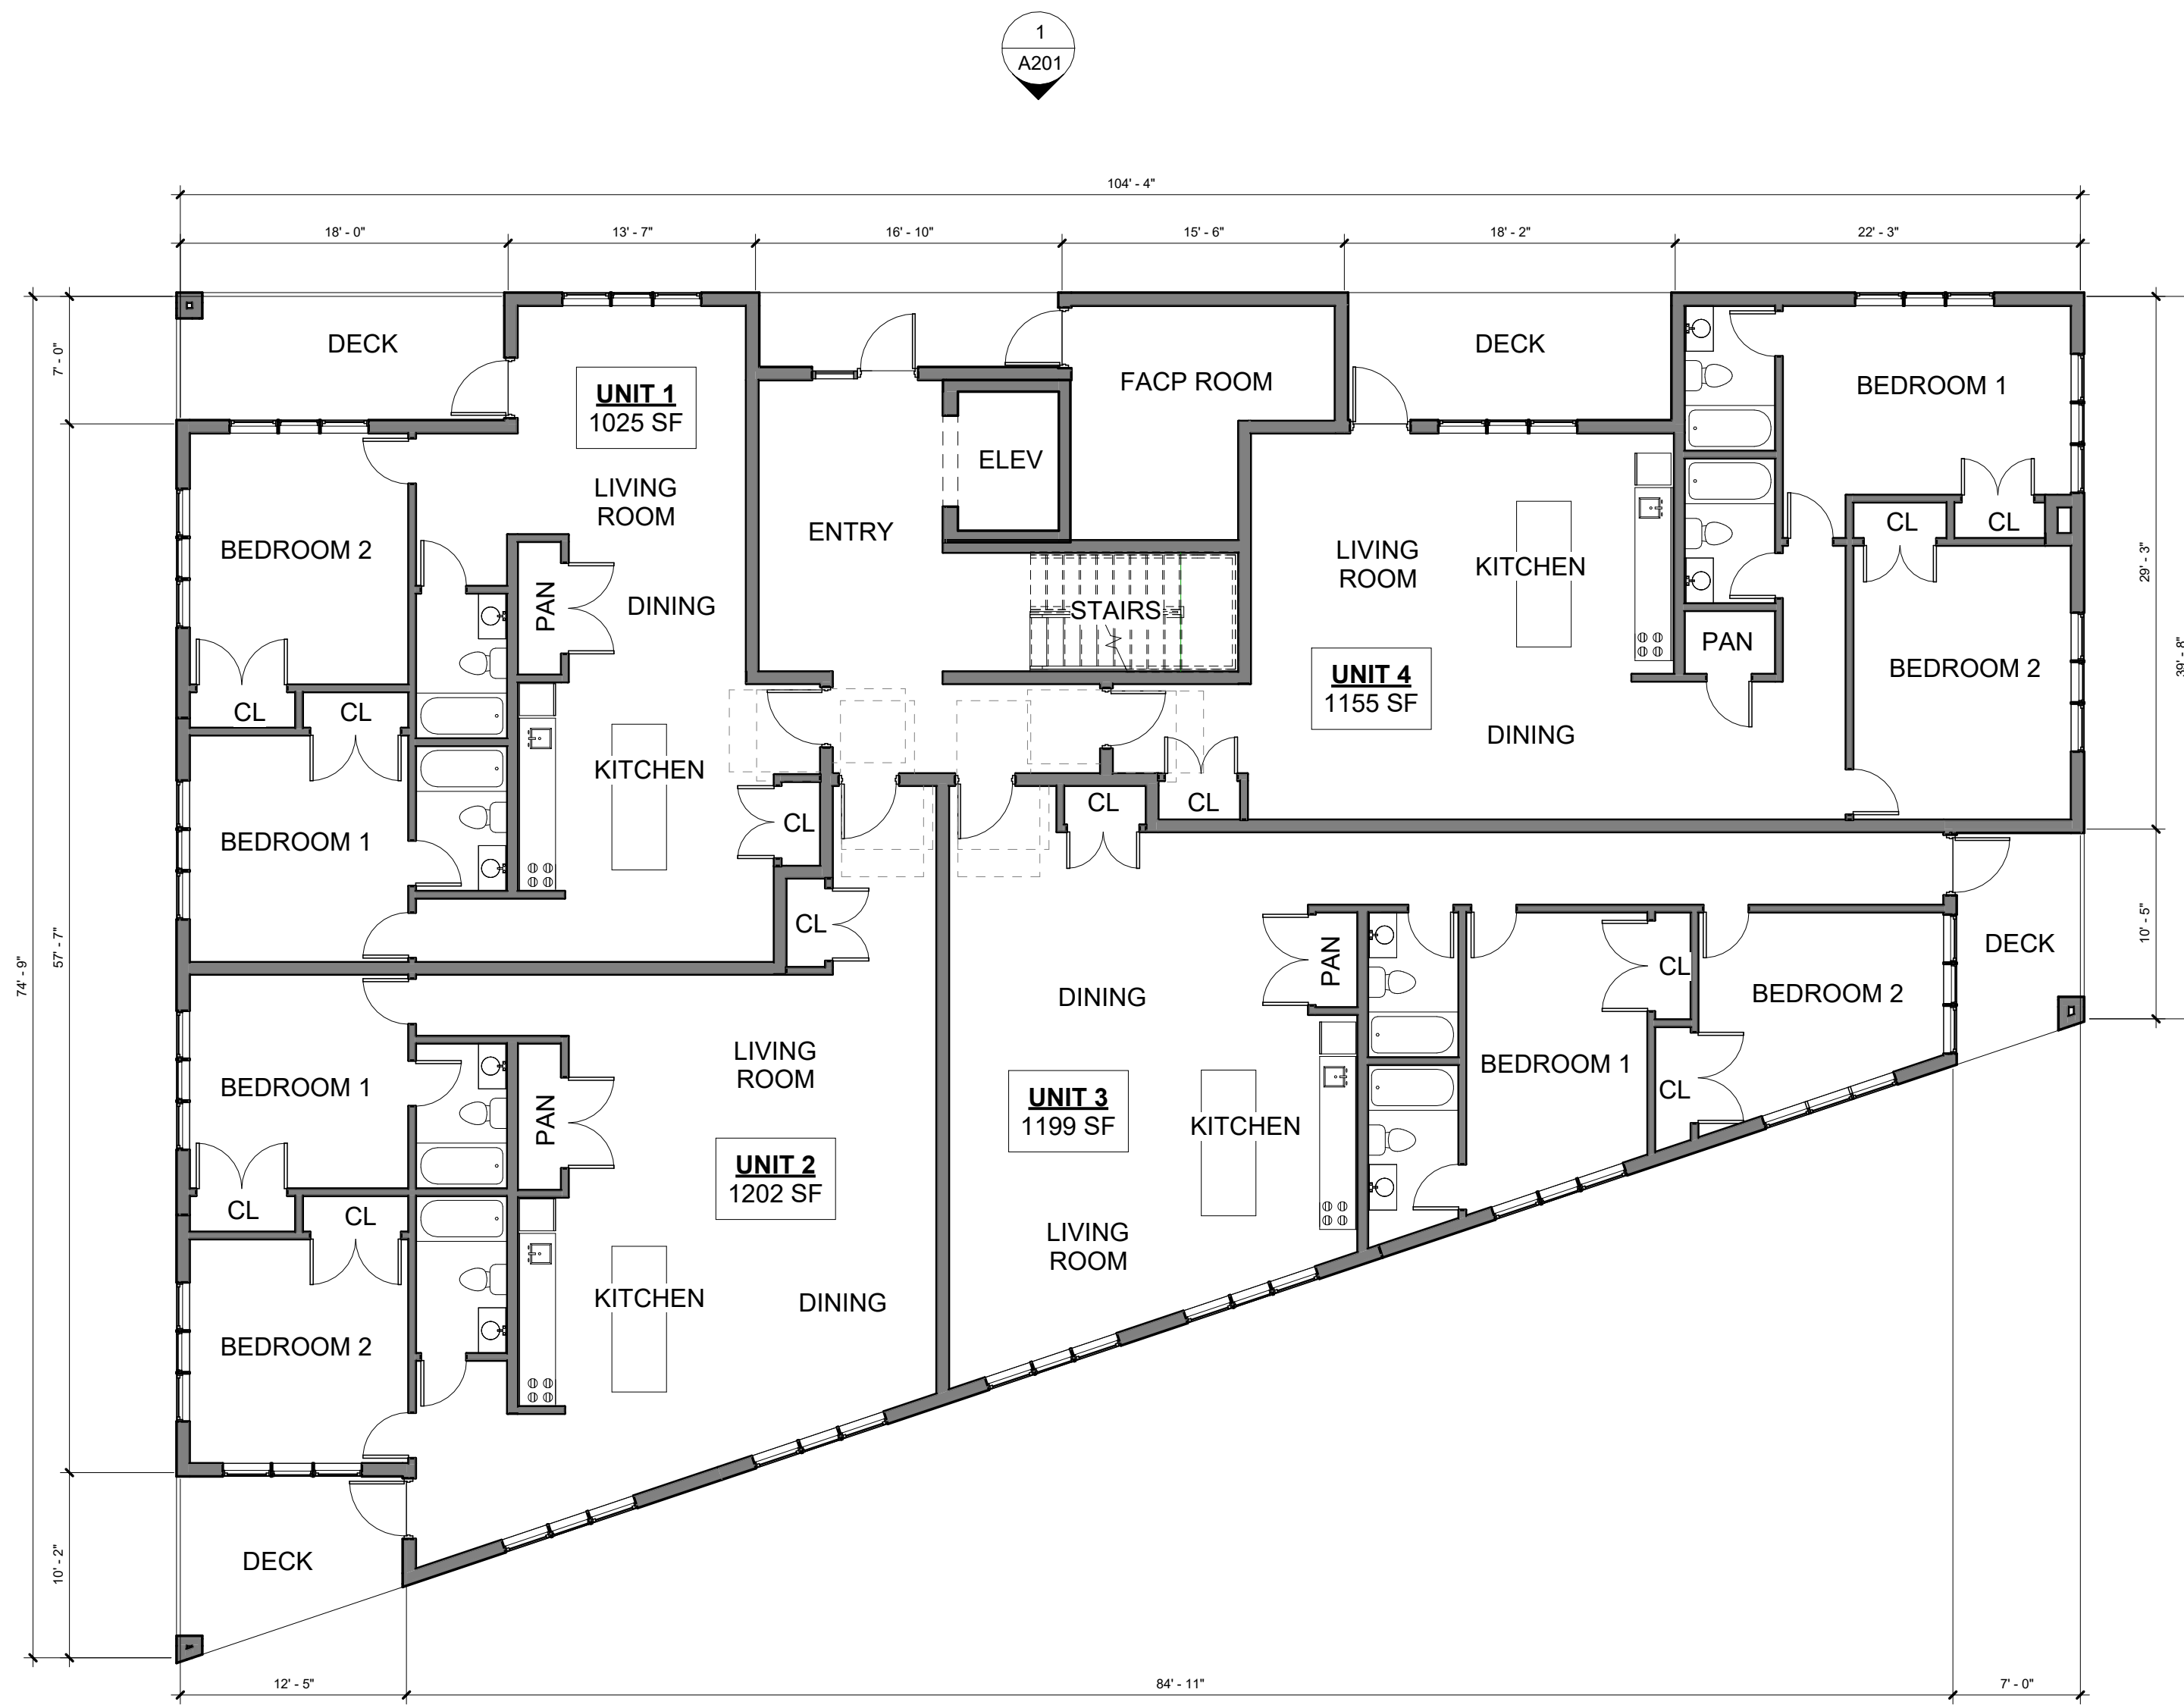 1
A201
104' - 4"
18' - 0"
13' - 7"
16' - 10"
15' - 6"
18' - 2"
22' - 3"
7' - 0"
DECK
UNIT 1
1025 SF
FACP ROOM
DECK
BEDROOM 1
ELEV
LIVING
ROOM
ENTRY
BEDROOM 2
PAN
DINING
STAIRS
LIVING
ROOM
KITCHEN
CL
CL
29' - 3"
39' - 8"
PAN
BEDROOM 2
UNIT 4
1155 SF
DINING
CL
CL
KITCHEN
CL
CL
CL
BEDROOM 1
CL
57' - 7"
74' - 9"
10' - 5"
DECK
PAN
CL
BEDROOM 2
DINING
LIVING
ROOM
BEDROOM 1
PAN
UNIT 3
1199 SF
KITCHEN
BEDROOM 1
CL
UNIT 2
1202 SF
CL
CL
LIVING
ROOM
KITCHEN
DINING
BEDROOM 2
DECK
10' - 2"
12' - 5"
84' - 11"
7' - 0"